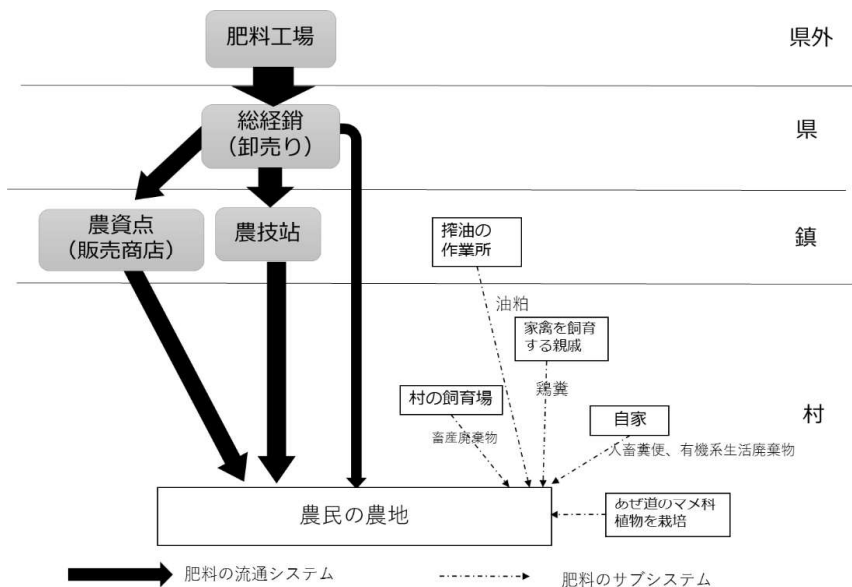 肥料工場
県外
総経銷
（卸売り）
県
農資点
（販売商店）
農技站
搾油の
作業所
鎮
油粕
家禽を飼育
する親戚
鶏糞
村の飼育場
畜産廃棄物
自家
人畜糞便、有機系生活廃棄物
村
農民の農地
あぜ道のマメ科
植物を栽培
肥料の流通システム
肥料のサブシステム